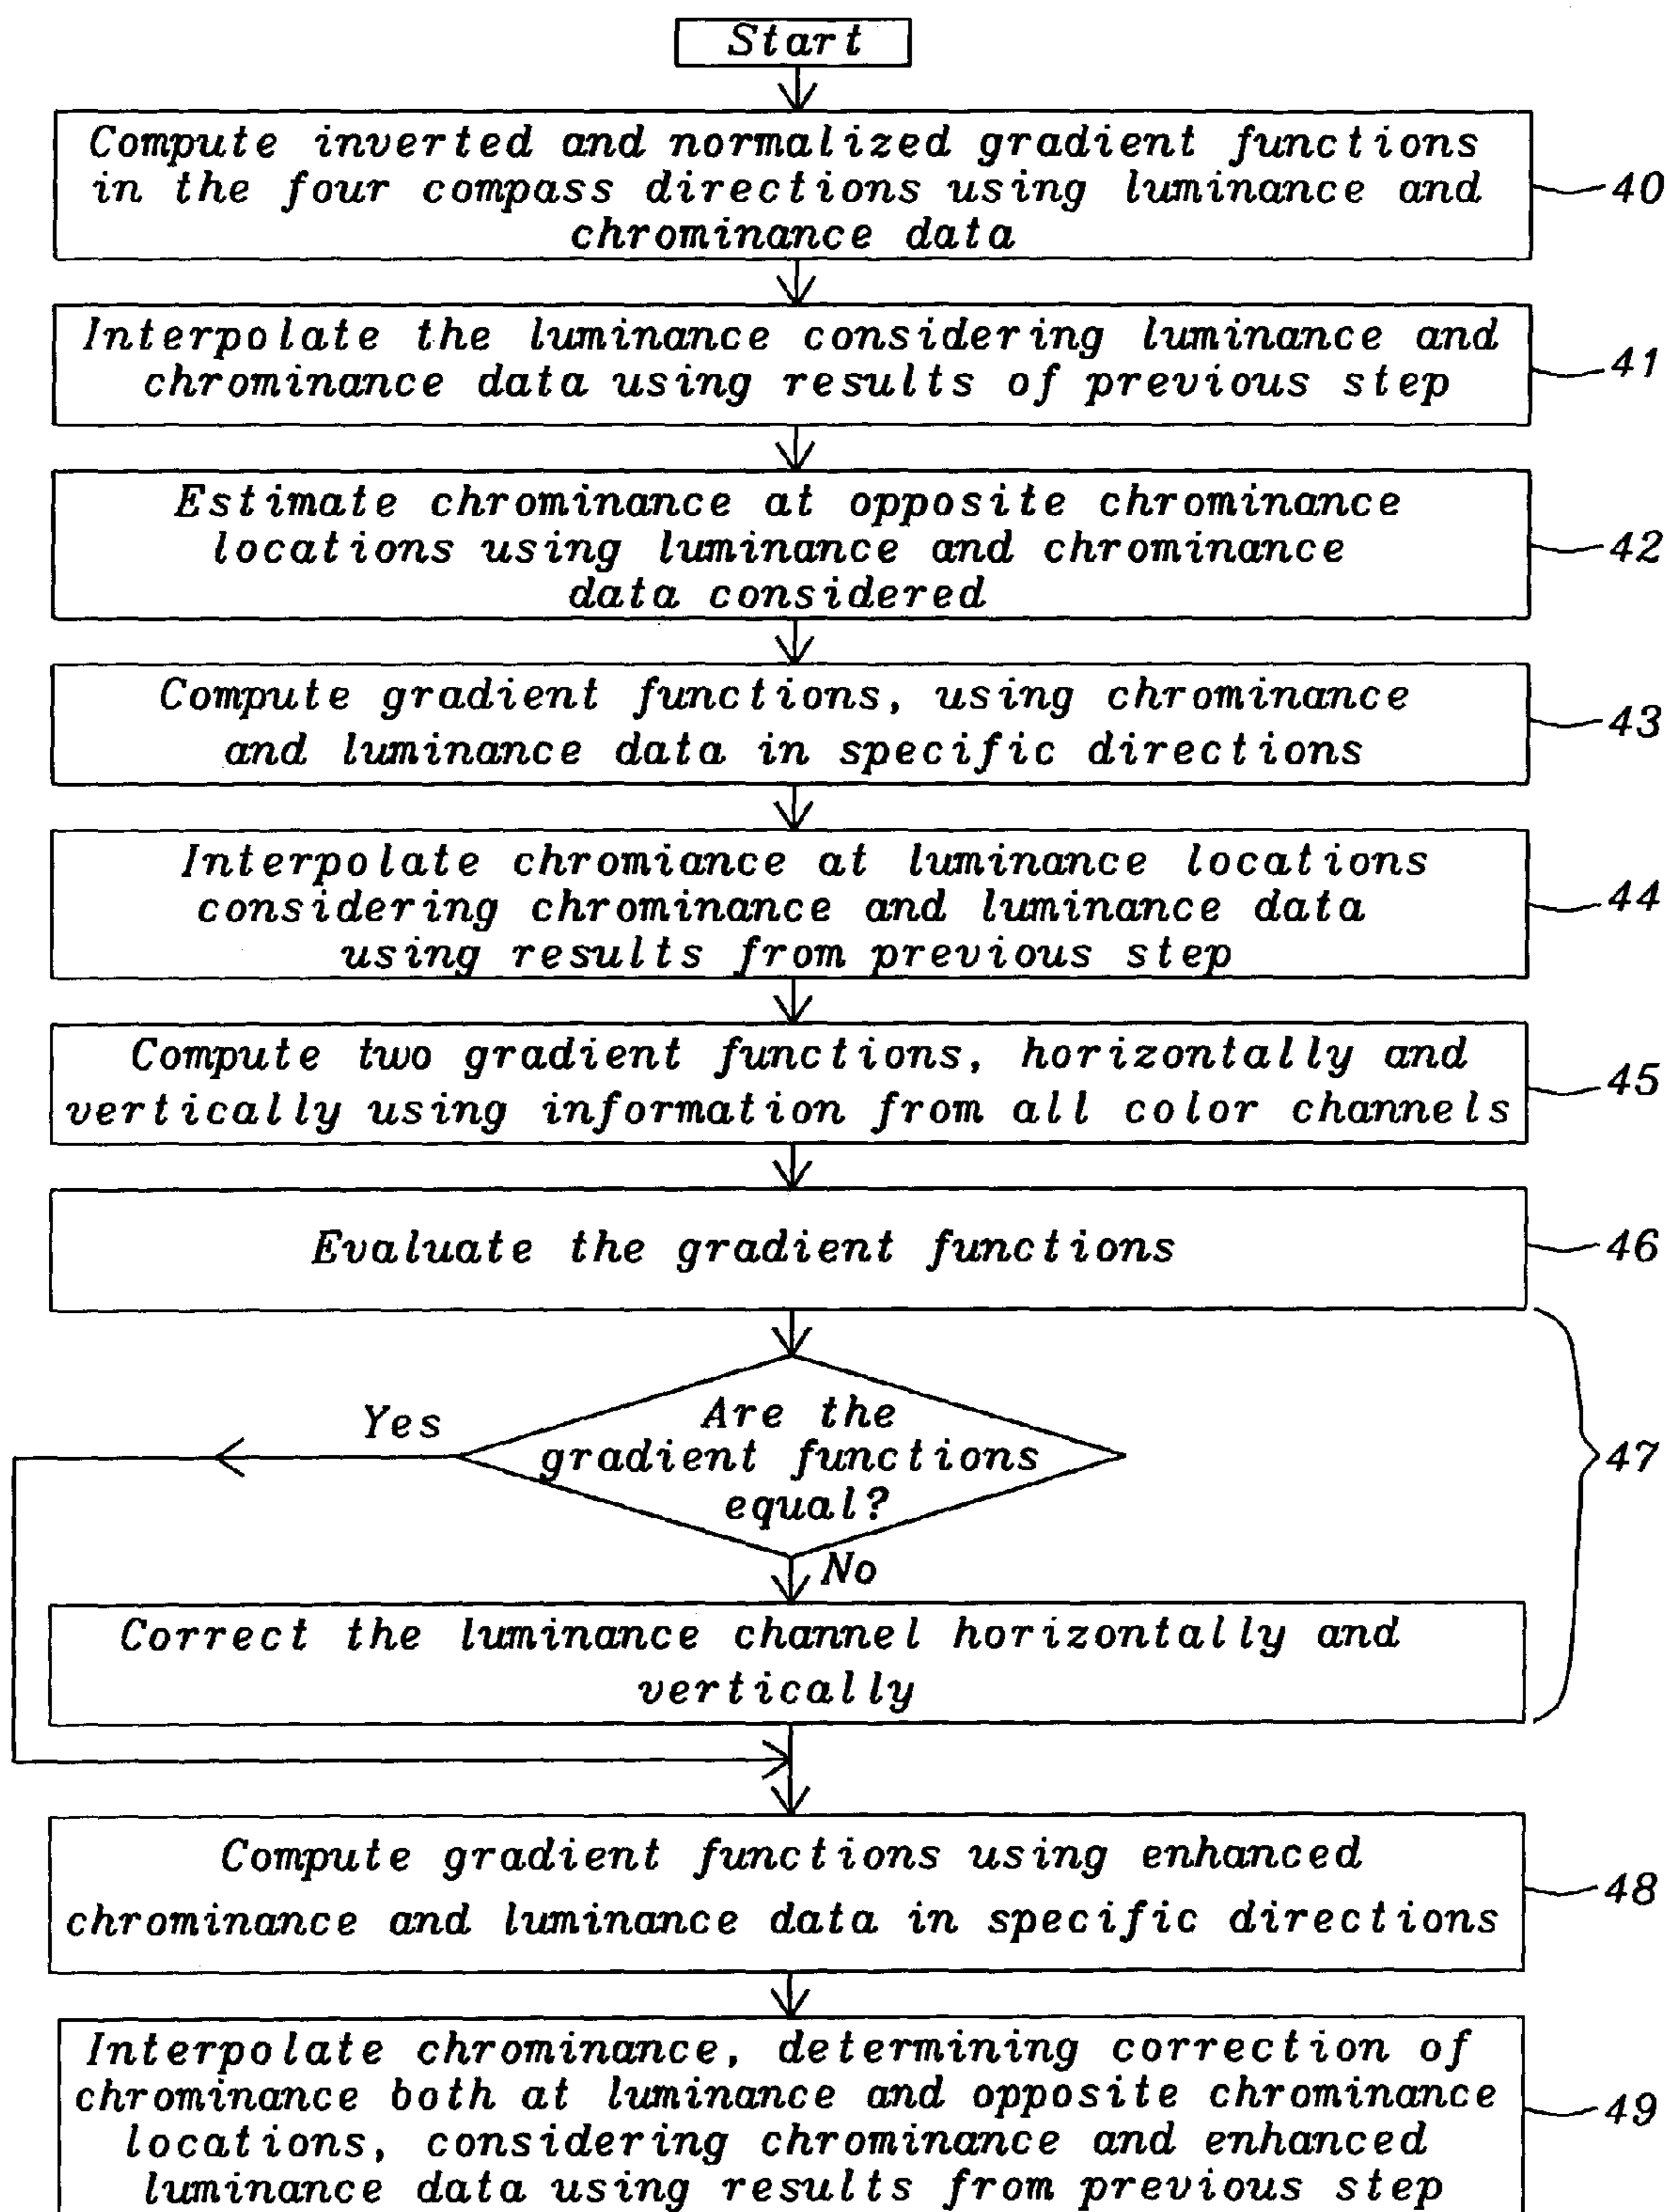 Start
Compute inverted and normalized gradient functions
in the four compass directions using luminance and
chrominance data
40
Interpolate the luminance considering luminance and
chrominance data using results of previous step
41
Estimate chrominance at opposite chrominance
locations using luminance and chrominance
data considered
42
Compute gradient functions, using chrominance
and luminance data in specific directions
43
Interpolate chromiance at luminance locations
considering chrominance and luminance data
using results from previous step
44
Compute two gradient functions, horizontally and
vertically using information from all color channels
45
Evaluate the gradient functions
46
Yes
Are the
gradient functions
equal?
47
No
Correct the luminance channel horizontally and
vertically
Compute gradient functions using enhanced
chrominance and luminance data in specific directions
48
Interpolate chrominance, determining correction of
chrominance both at luminance and opposite chrominance
locations, considering chrominance and enhanced
luminance data using results from previous step
49